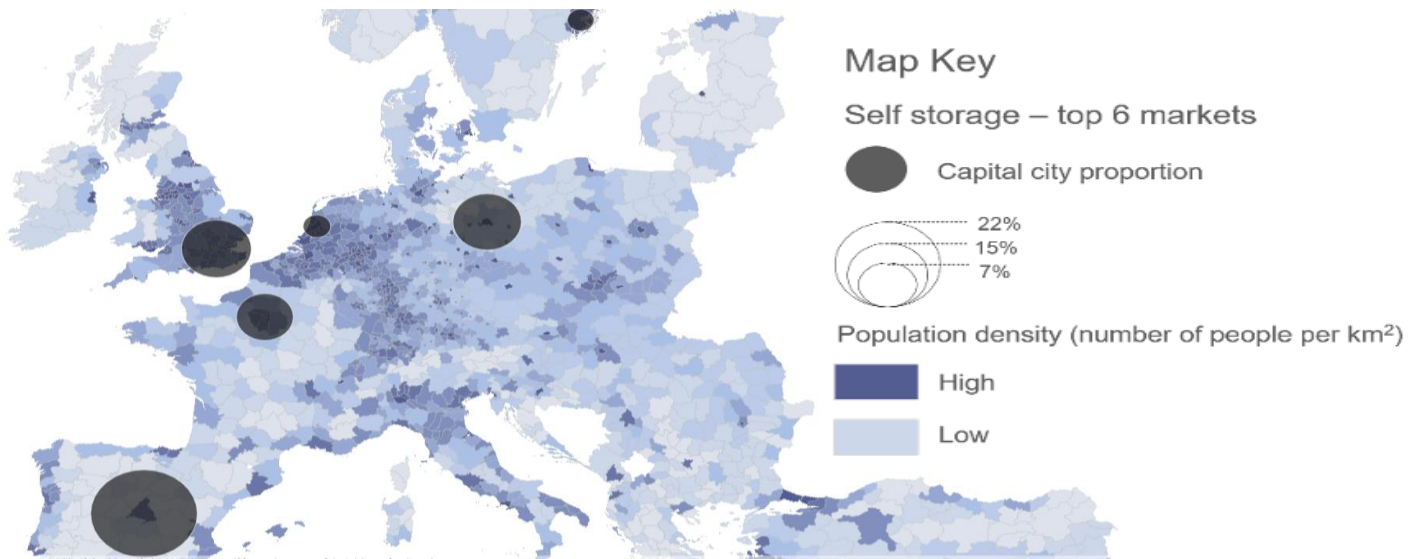 Map Key
Self storage – top 6 markets
Capital city proportion
22%
15%
7%
Population density (number of people per km²)
High
Low